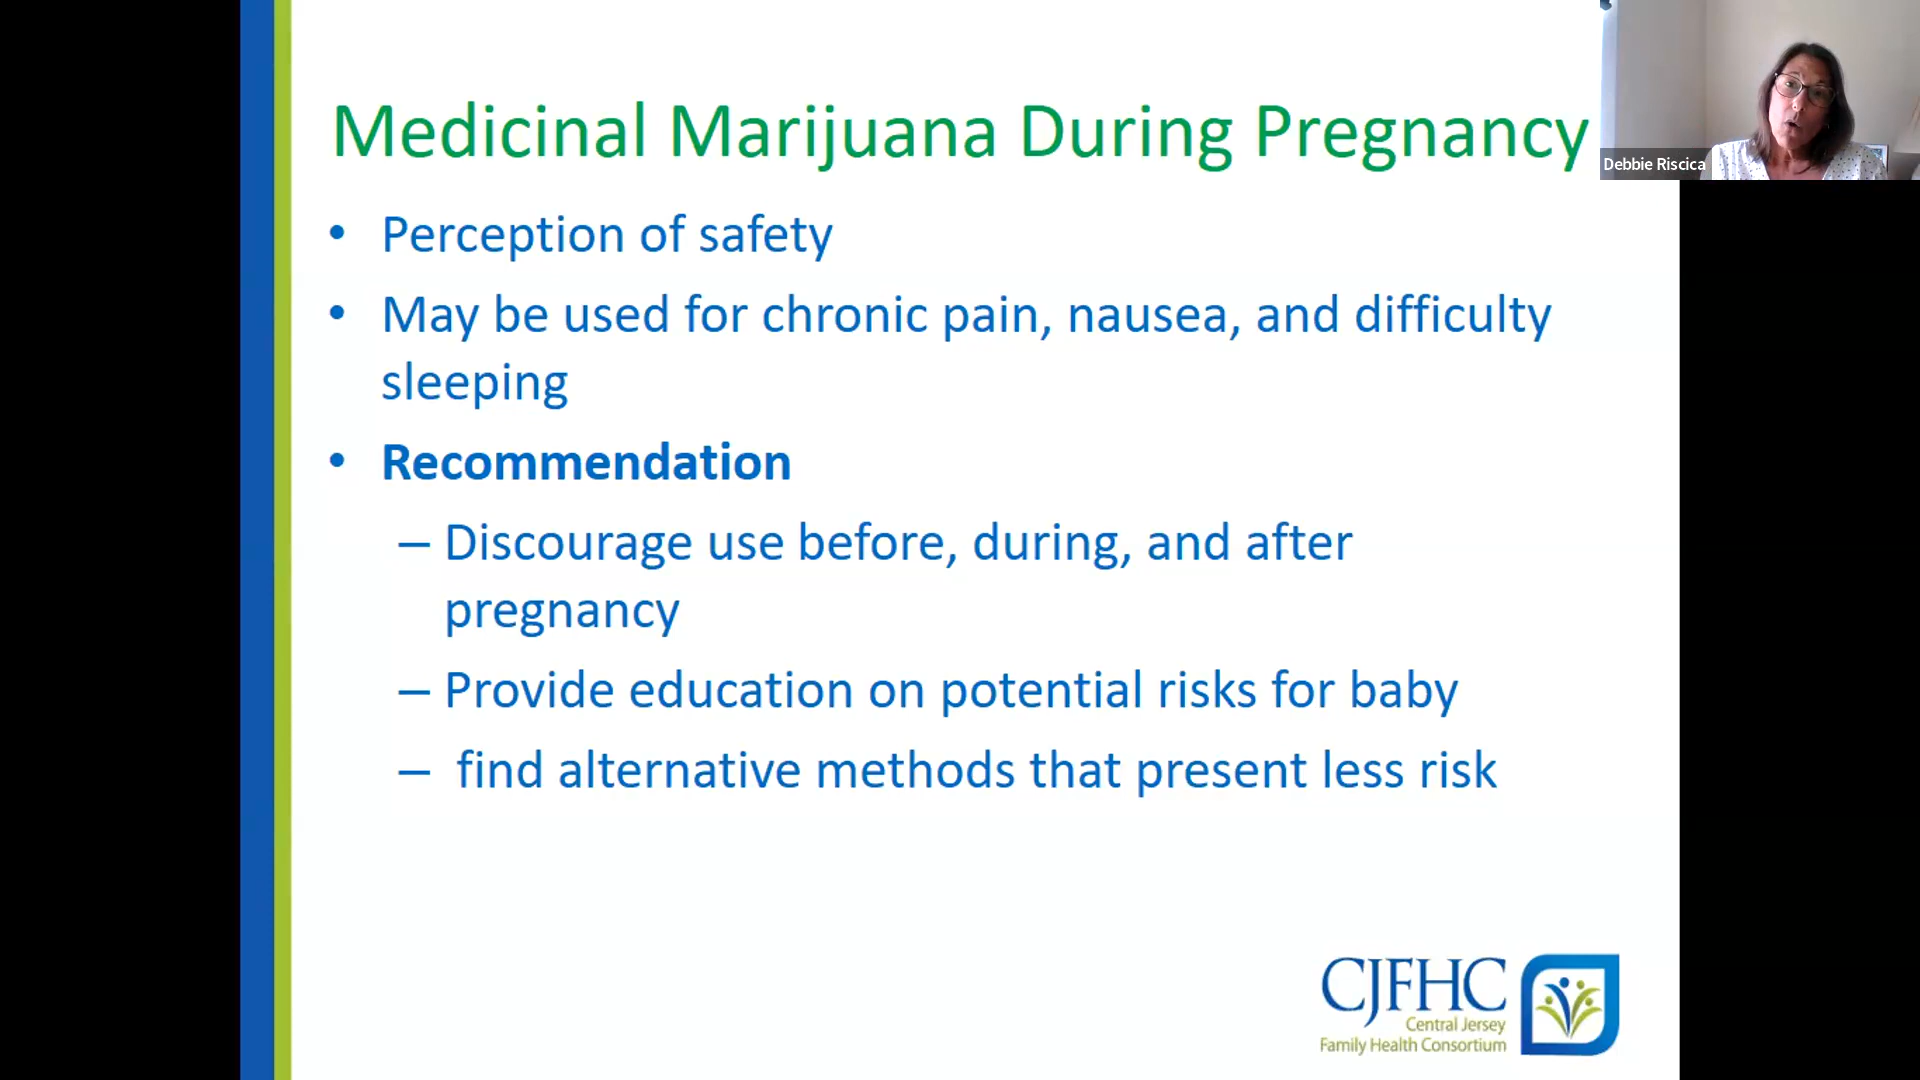 Medicinal Marijuana During Pregnancy
Debbie Riscica
• Perception of safety
• May be used for chronic pain, nausea, and difficulty
sleeping
• Recommendation
– Discourage use before, during, and after
pregnancy
– Provide education on potential risks for baby
– find alternative methods that present less risk
CJFHC
Central Jersey
Family Health Consortium